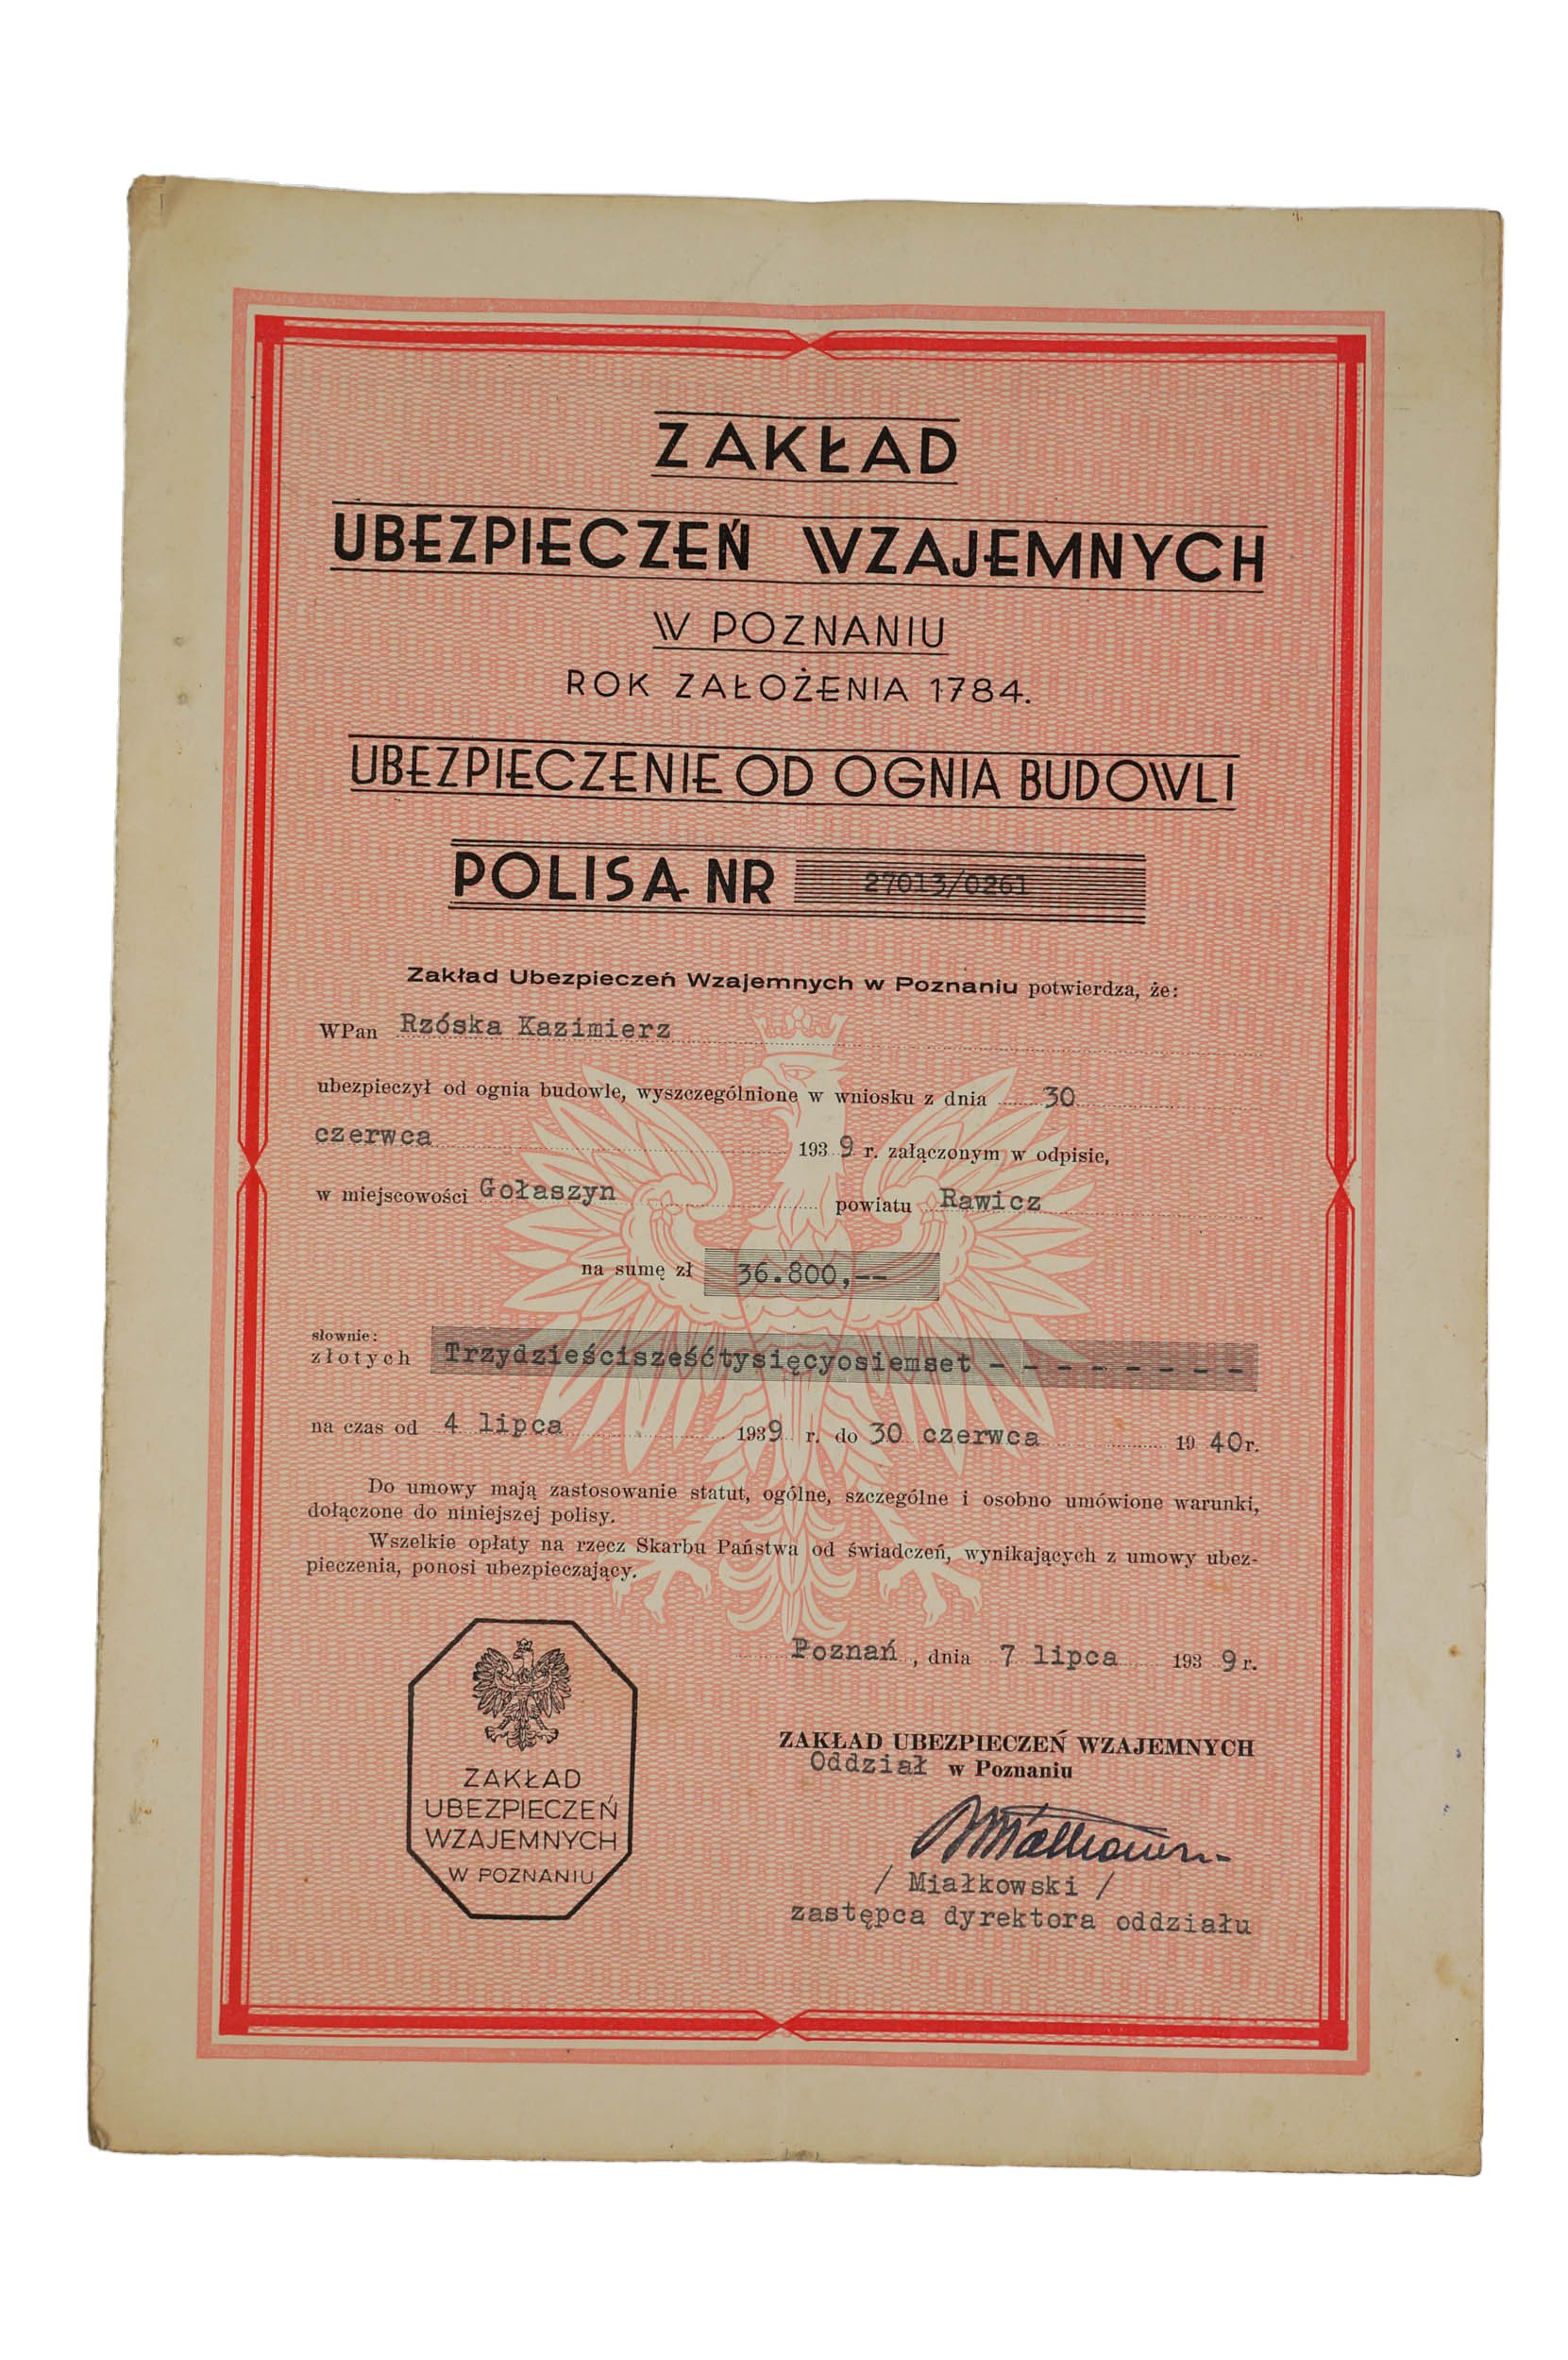 ZAKŁAD
UBEZPIECZEŃ WZAJEMNYCH
W POZNANIU
ROK ZAŁOŻENIA 1784.
UBEZPIECZENIE OD OGNIA BUDOWLI
POLISA NR 27013/0261
Zakład Ubezpieczeń Wzajemnych w Poznaniu potwierdza, że:
WPan Rzóska Kazimierz
ubezpieczył od ognia budowle, wyszczególnione w wniosku z dnia 30
czerwca 1939 r. załączonym w odpisie,
w miejscowości Gołaszyn powiatu Rawicz
na sumę zł 36.800,--
słownie:
złotych Trzydzieścisześćtysięcyosiemset - - - - - - - -
na czas od 4 lipca 1939 r. do 30 czerwca 1940 r.
Do umowy mają zastosowanie statut, ogólne, szczególne i osobno umówione warunki,
dołączone do niniejszej polisy.
Wszelkie opłaty na rzecz Skarbu Państwa od świadczeń, wynikających z umowy ubez-
pieczenia, ponosi ubezpieczający.
Poznań, dnia 7 lipca 1939 r.
ZAKŁAD UBEZPIECZEŃ WZAJEMNYCH
Oddział w Poznaniu
Miałkowski
/ Miałkowski /
zastępca dyrektora oddziału
ZAKŁAD
UBEZPIECZEŃ
WZAJEMNYCH
W POZNANIU